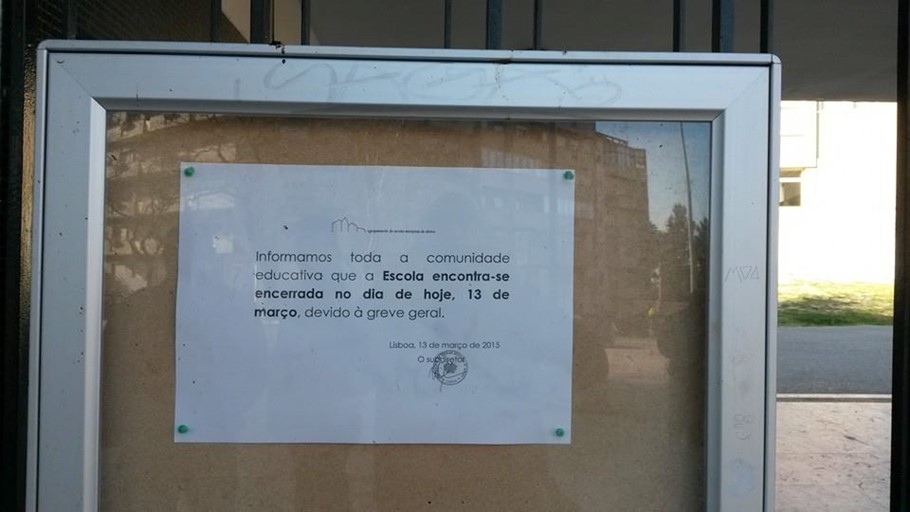 Informamos toda a comunidade
educativa que a Escola encontra-se
encerrada no dia de hoje, 13 de
março, devido à greve geral.
Lisboa, 13 de março de 2015
O subdiretor